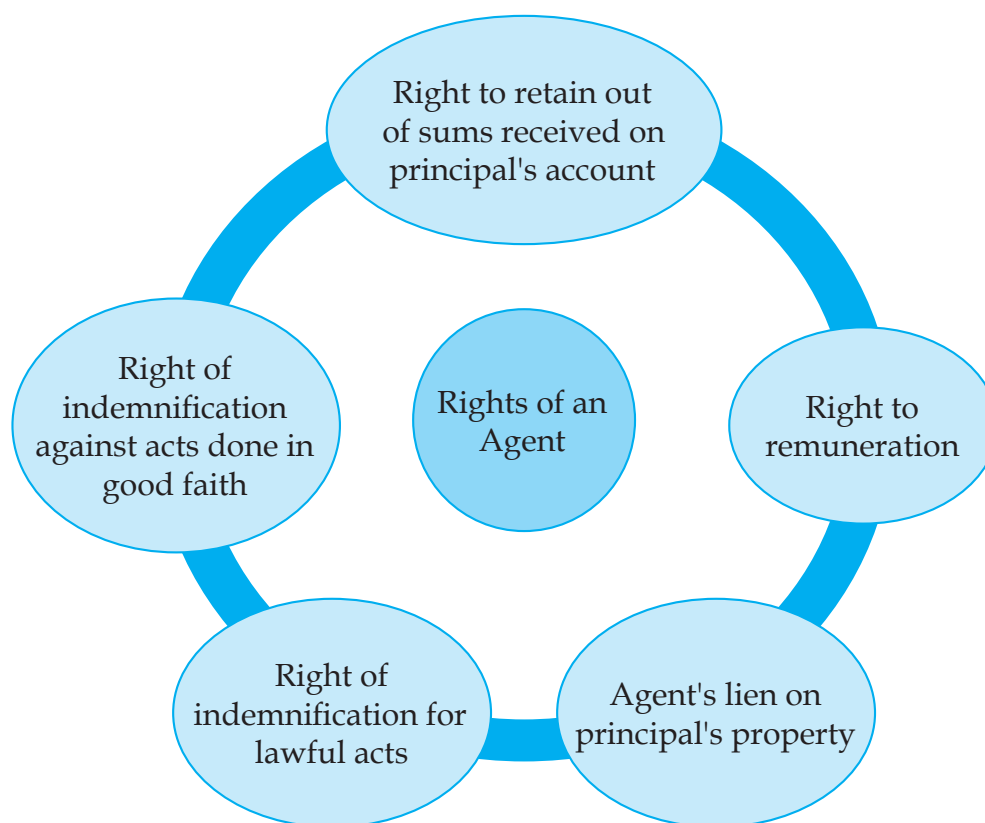 Right to retain out
of sums received on
principal's account
Right of
indemnification
against acts done in
good faith
Rights of an
Agent
Right to
remuneration
Right of
indemnification for
lawful acts
Agent's lien on
principal's property